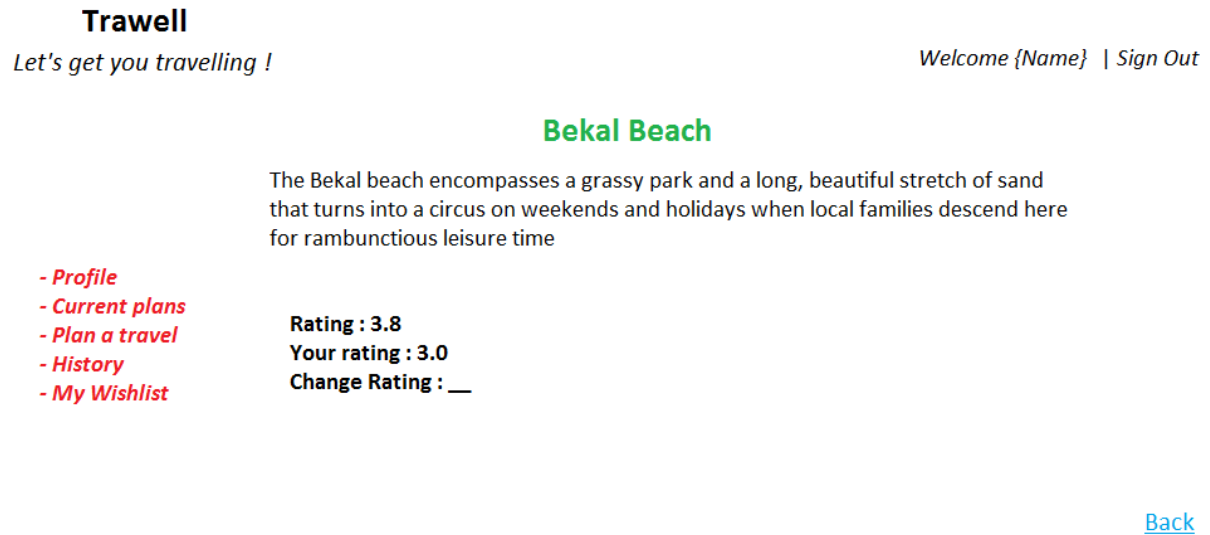 Trawell
Let's get you travelling !
Welcome {Name} | Sign Out
Bekal Beach
The Bekal beach encompasses a grassy park and a long, beautiful stretch of sand
that turns into a circus on weekends and holidays when local families descend here
for rambunctious leisure time
- Profile
- Current plans
- Plan a travel
- History
- My Wishlist
Rating : 3.8
Your rating : 3.0
Change Rating : __
Back